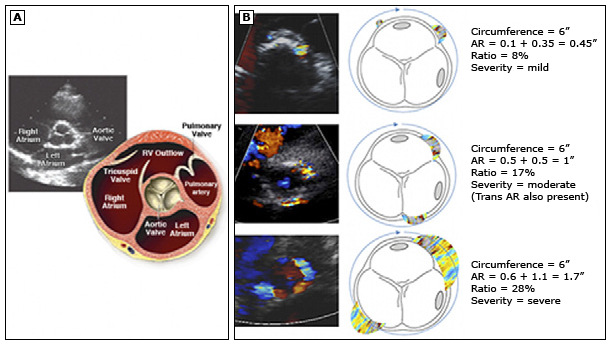 A
Right
Atrium
Aortic
Valve
Left
Atrium
Pulmonary
Valve
RV Outflow
Tricuspid
Valve
Pulmonary
artery
Right
Atrium
Aortic
Valve
Left
Atrium
B
Circumference = 6”
AR = 0.1 + 0.35 = 0.45”
Ratio = 8%
Severity = mild
Circumference = 6”
AR = 0.5 + 0.5 = 1”
Ratio = 17%
Severity = moderate
(Trans AR also present)
Circumference = 6”
AR = 0.6 + 1.1 = 1.7”
Ratio = 28%
Severity = severe